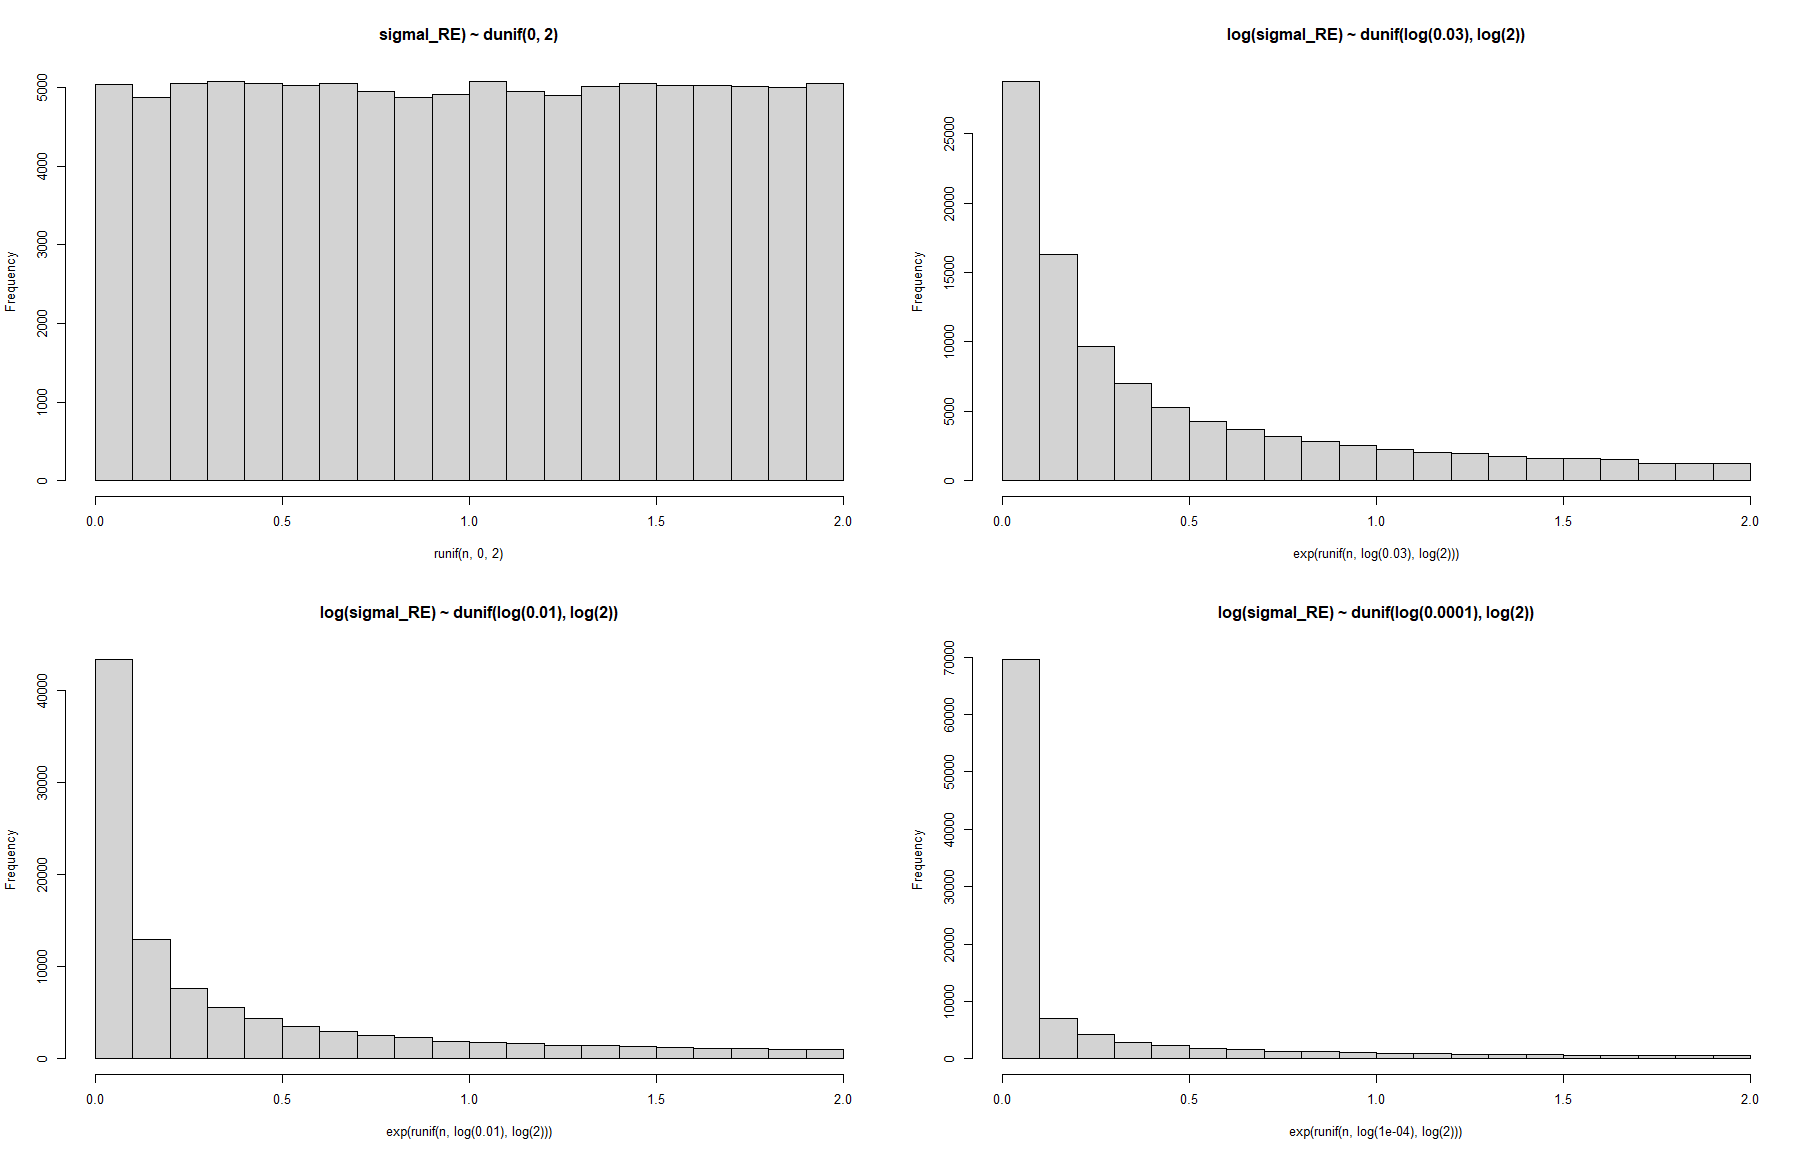 sigmal_RE) ~ dunif(0, 2)
Frequency
5000
4000
3000
2000
1000
0
0.0 0.5 1.0 1.5 2.0
runif(n, 0, 2)
log(sigmal_RE) ~ dunif(log(0.03), log(2))
Frequency
25000
20000
15000
10000
5000
0
0.0 0.5 1.0 1.5 2.0
exp(runif(n, log(0.03), log(2)))
log(sigmal_RE) ~ dunif(log(0.01), log(2))
Frequency
40000
30000
20000
10000
0
0.0 0.5 1.0 1.5 2.0
exp(runif(n, log(0.01), log(2)))
log(sigmal_RE) ~ dunif(log(0.0001), log(2))
Frequency
70000
60000
50000
40000
30000
20000
10000
0
0.0 0.5 1.0 1.5 2.0
exp(runif(n, log(1e-04), log(2)))